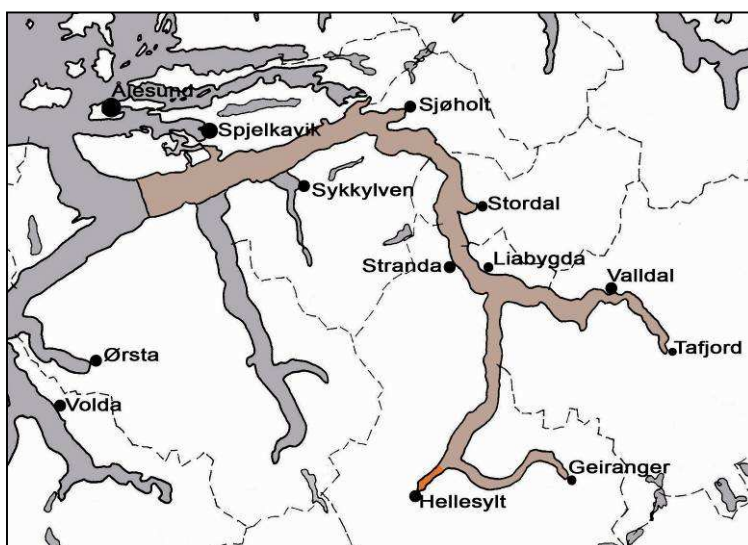 Ålesund
Sjøholt
Spjelkavik
Sykkylven
Stordal
Stranda
Liabygda
Valldal
Tafjord
Ørsta
Volda
Geiranger
Hellesylt